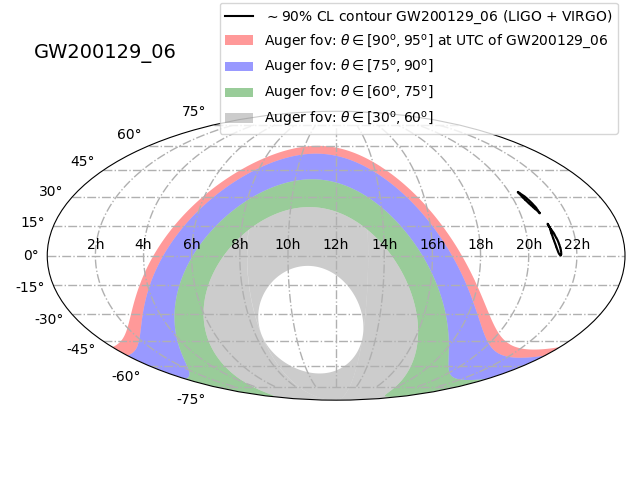 GW200129_06
~ 90% CL contour GW200129_06 (LIGO + VIRGO)
Auger fov: θ ∈ [90°, 95°] at UTC of GW200129_06
Auger fov: θ ∈ [75°, 90°]
Auger fov: θ ∈ [60°, 75°]
Auger fov: θ ∈ [30°, 60°]
75°
60°
45°
30°
15°
0°
-15°
-30°
-45°
-60°
-75°
2h 4h 6h 8h 10h 12h 14h 16h 18h 20h 22h